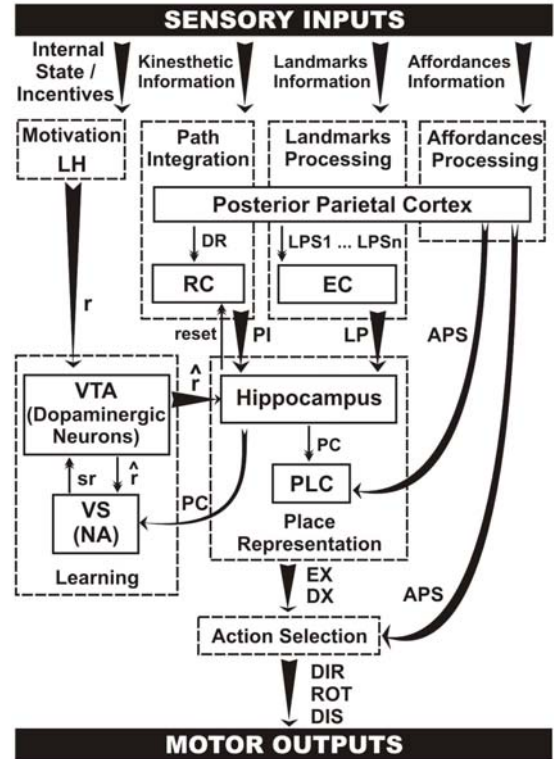 SENSORY INPUTS
Internal
State /
Incentives
Kinesthetic
Information
Landmarks
Information
Affordances
Information
Motivation
LH
Path
Integration
Landmarks
Processing
Affordances
Processing
Posterior Parietal Cortex
DR
LPS1 ... LPSn
RC
EC
r
reset
PI
LP
APS
VTA
(Dopaminergic
Neurons)
r̂
Hippocampus
sr
r̂
PC
PC
VS
(NA)
PLC
Learning
Place
Representation
EX
DX
APS
Action Selection
DIR
ROT
DIS
MOTOR OUTPUTS